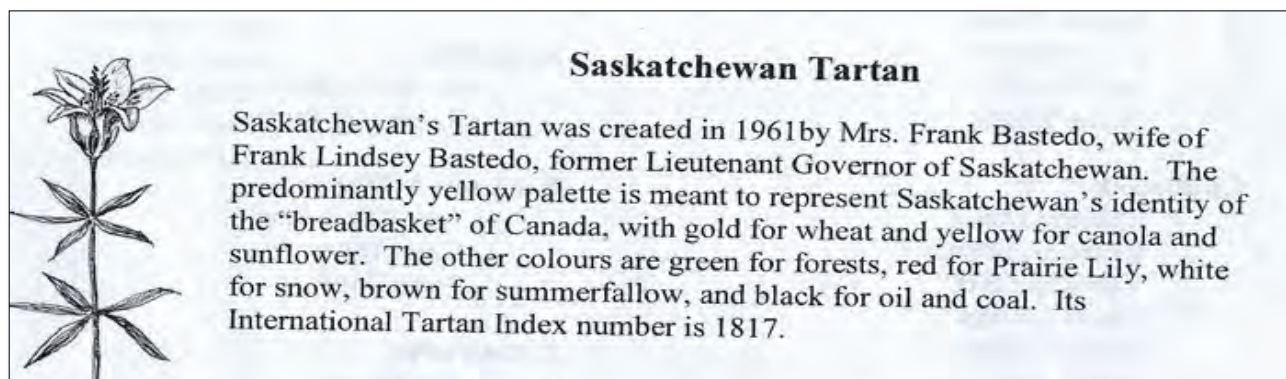 Saskatchewan Tartan
Saskatchewan's Tartan was created in 1961by Mrs. Frank Bastedo, wife of
Frank Lindsey Bastedo, former Lieutenant Governor of Saskatchewan.  The
predominantly yellow palette is meant to represent Saskatchewan's identity of
the “breadbasket” of Canada, with gold for wheat and yellow for canola and
sunflower.  The other colours are green for forests, red for Prairie Lily, white
for snow, brown for summerfallow, and black for oil and coal.  Its
International Tartan Index number is 1817.